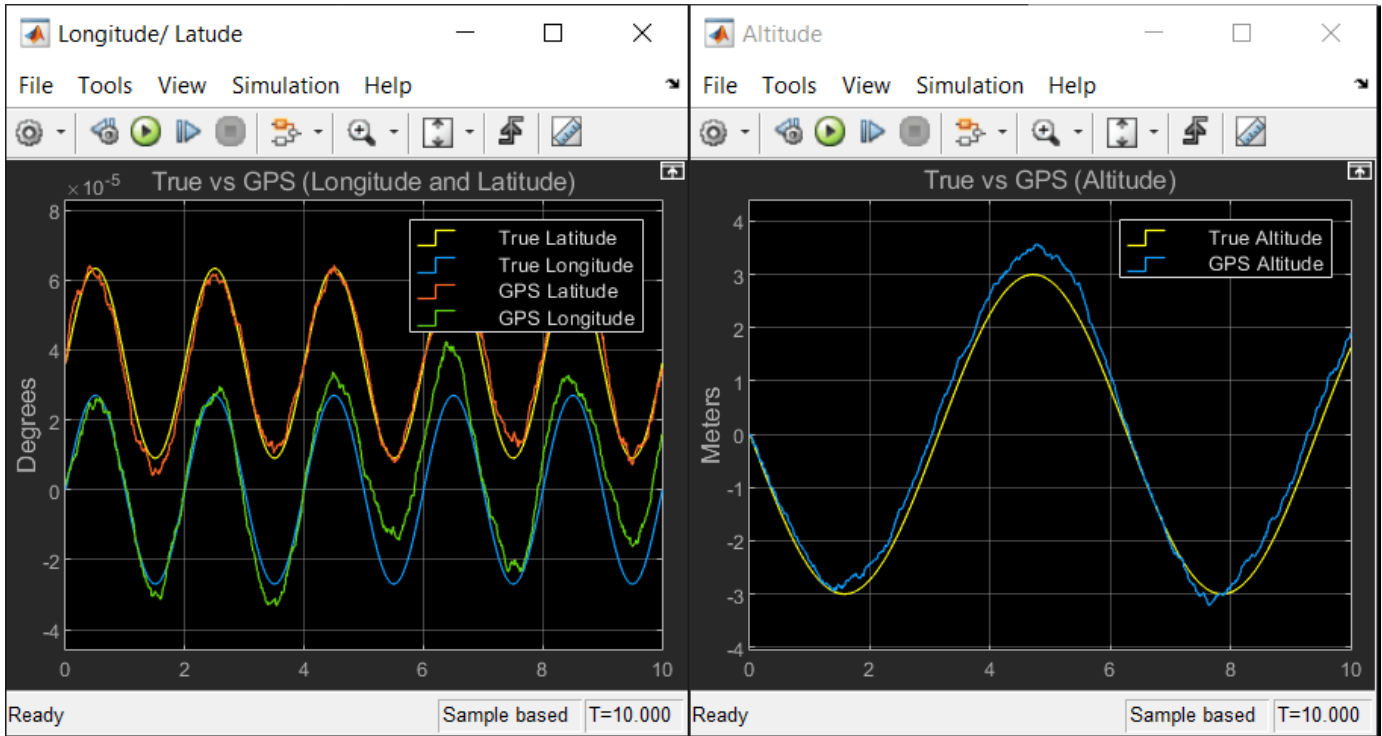 Longitude/ Latude
File Tools View Simulation Help
× 10-5 True vs GPS (Longitude and Latitude)
True Latitude
True Longitude
GPS Latitude
GPS Longitude
8
6
4
2
0
-2
-4
Degrees
0 2 4 6 8 10
Ready Sample based T=10.000
Altitude
File Tools View Simulation Help
True vs GPS (Altitude)
True Altitude
GPS Altitude
4
3
2
1
0
-1
-2
-3
-4
Meters
0 2 4 6 8 10
Ready Sample based T=10.000